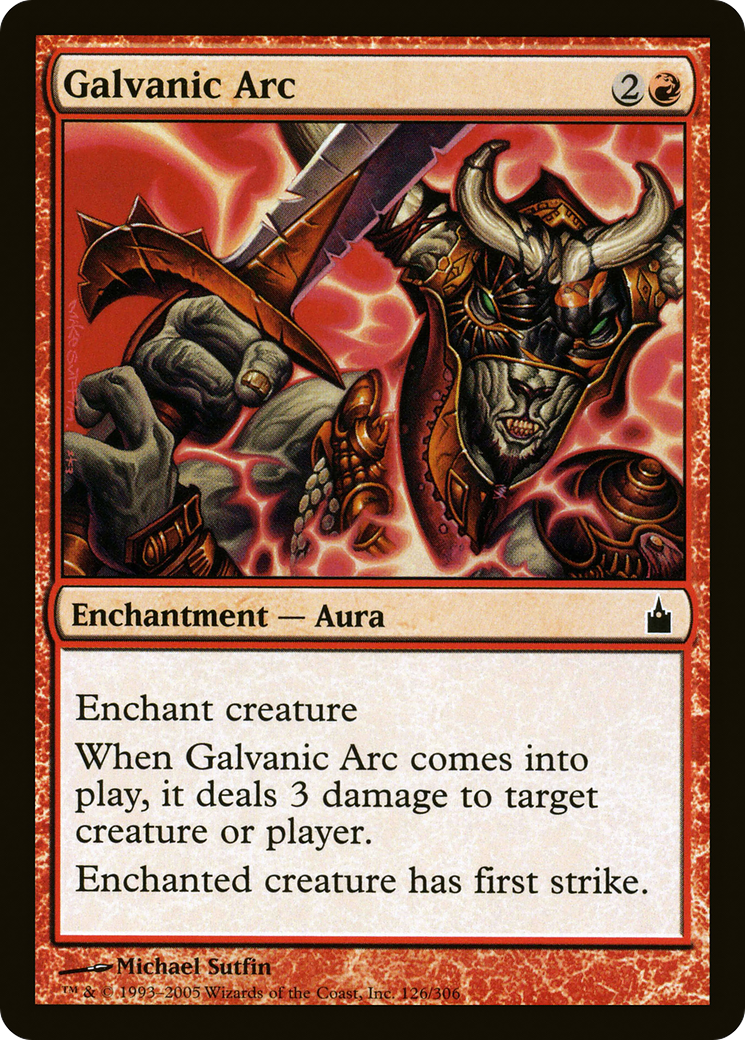 Galvanic Arc 2
Enchantment — Aura
Enchant creature
When Galvanic Arc comes into
play, it deals 3 damage to target
creature or player.
Enchanted creature has first strike.
Michael Sutfin
™ & © 1993–2005 Wizards of the Coast, Inc. 126/306